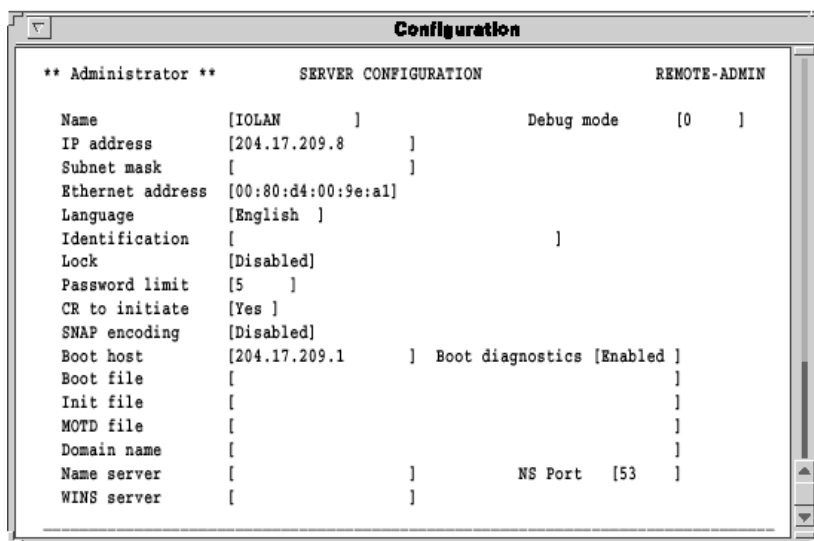 Configuration
** Administrator ** SERVER CONFIGURATION REMOTE-ADMIN
Name [IOLAN ] Debug mode [0 ]
IP address [204.17.209.8 ]
Subnet mask [ ]
Ethernet address [00:80:d4:00:9e:a1]
Language [English ]
Identification [ ]
Lock [Disabled]
Password limit [5 ]
CR to initiate [Yes ]
SNAP encoding [Disabled]
Boot host [204.17.209.1 ] Boot diagnostics [Enabled ]
Boot file [ ]
Init file [ ]
MOTD file [ ]
Domain name [ ]
Name server [ ] NS Port [53 ]
WINS server [ ]